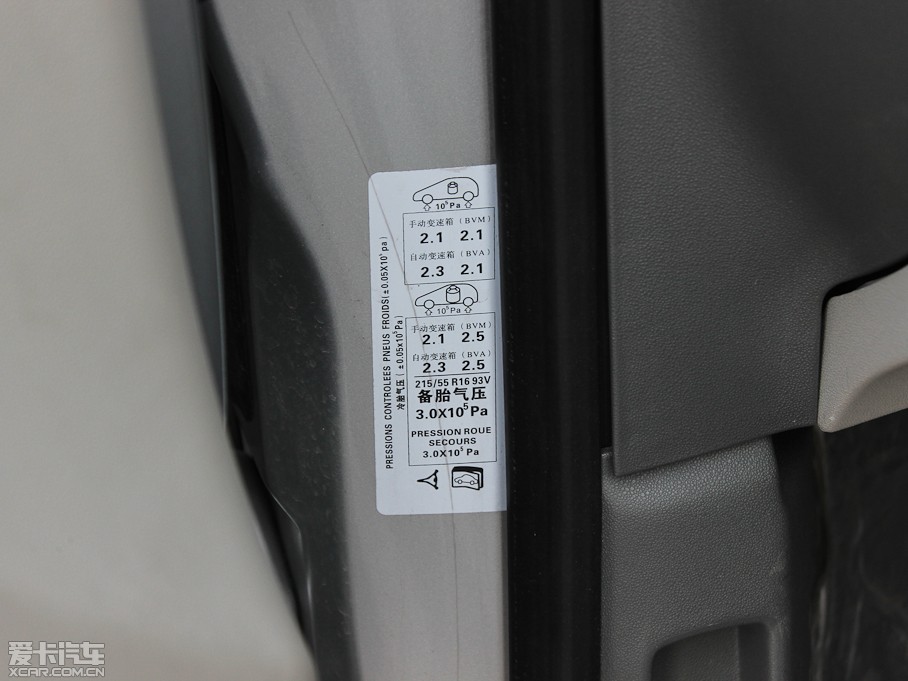 10⁵Pa
手动变速箱（BVM）
2.1 2.1
自动变速箱（BVA）
2.3 2.1
10⁵Pa
手动变速箱（BVM）
2.1 2.5
自动变速箱（BVA）
2.3 2.5
215/55 R16 93V
备胎气压
3.0X10⁵Pa
PRESSION ROUE
SECOURS
3.0X10⁵Pa
PRESSIONS CONTROLEES PNEUS FROIDS(±0.05X10⁵pa)
冷胎气压(±0.05x10⁵Pa)
爱卡汽车
XCAR.COM.CN